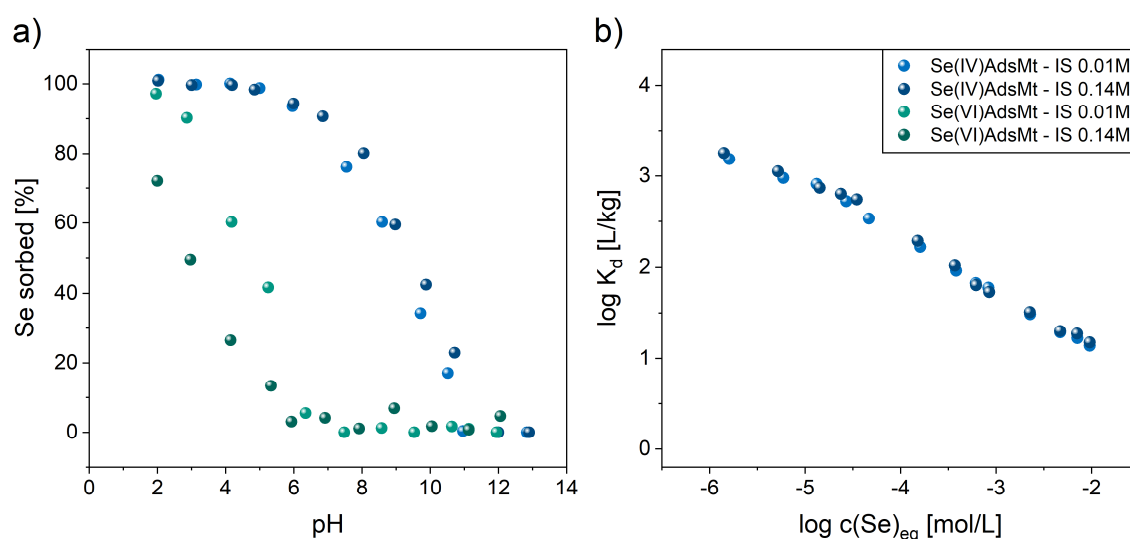 a)
Se sorbed [%]
100
80
60
40
20
0
0 2 4 6 8 10 12 14
pH
b)
Se(IV)AdsMt - IS 0.01M
Se(IV)AdsMt - IS 0.14M
Se(VI)AdsMt - IS 0.01M
Se(VI)AdsMt - IS 0.14M
log Kd [L/kg]
4
3
2
1
0
-6 -5 -4 -3 -2
log c(Se)eq [mol/L]